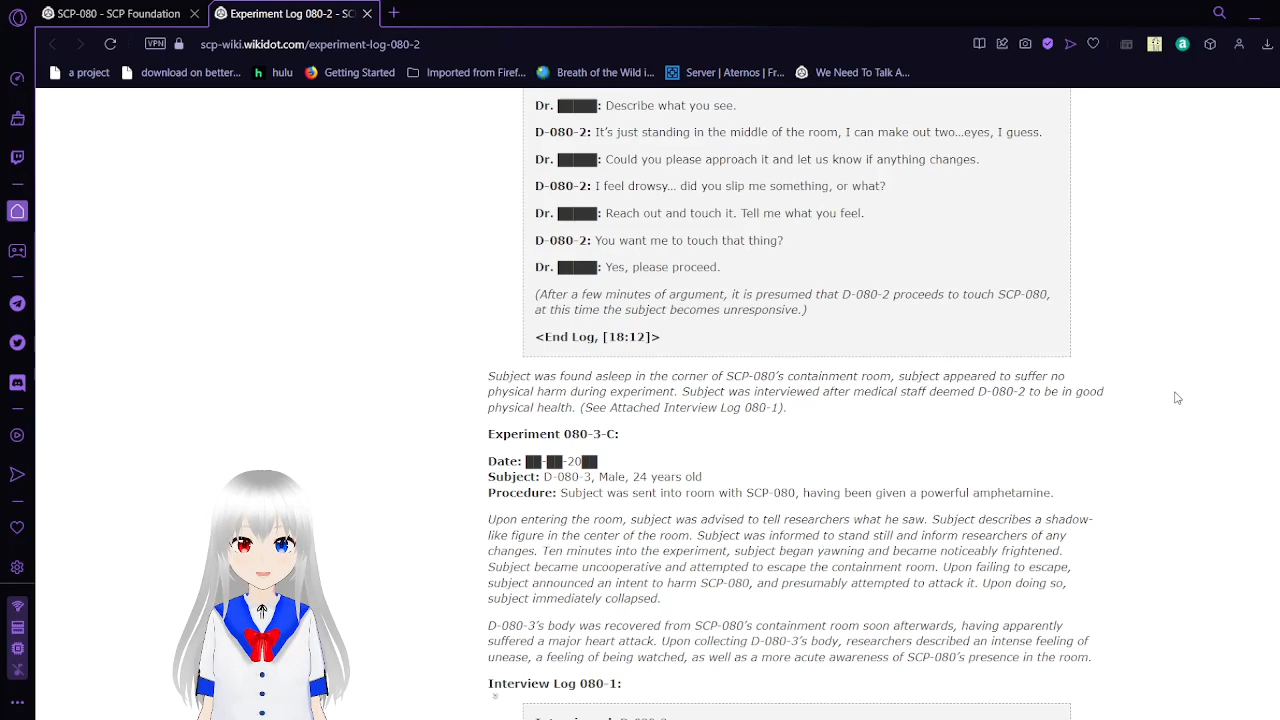 SCP-080 - SCP Foundation
Experiment Log 080-2 - SC
VPN
scp-wiki.wikidot.com/experiment-log-080-2
a project
download on better...
hulu
Getting Started
Imported from Firef...
Breath of the Wild i...
Server | Aternos | Fr...
We Need To Talk A...
Dr. █████: Describe what you see.
D-080-2: It's just standing in the middle of the room, I can make out two…eyes, I guess.
Dr. █████: Could you please approach it and let us know if anything changes.
D-080-2: I feel drowsy… did you slip me something, or what?
Dr. █████: Reach out and touch it. Tell me what you feel.
D-080-2: You want me to touch that thing?
Dr. █████: Yes, please proceed.
(After a few minutes of argument, it is presumed that D-080-2 proceeds to touch SCP-080,
at this time the subject becomes unresponsive.)
<End Log, [18:12]>
Subject was found asleep in the corner of SCP-080's containment room, subject appeared to suffer no
physical harm during experiment. Subject was interviewed after medical staff deemed D-080-2 to be in good
physical health. (See Attached Interview Log 080-1).
Experiment 080-3-C:
Date: ██-██-20██
Subject: D-080-3, Male, 24 years old
Procedure: Subject was sent into room with SCP-080, having been given a powerful amphetamine.
Upon entering the room, subject was advised to tell researchers what he saw. Subject describes a shadow-
like figure in the center of the room. Subject was informed to stand still and inform researchers of any
changes. Ten minutes into the experiment, subject began yawning and became noticeably frightened.
Subject became uncooperative and attempted to escape the containment room. Upon failing to escape,
subject announced an intent to harm SCP-080, and presumably attempted to attack it. Upon doing so,
subject immediately collapsed.
D-080-3's body was recovered from SCP-080's containment room soon afterwards, having apparently
suffered a major heart attack. Upon collecting D-080-3's body, researchers described an intense feeling of
unease, a feeling of being watched, as well as a more acute awareness of SCP-080's presence in the room.
Interview Log 080-1: